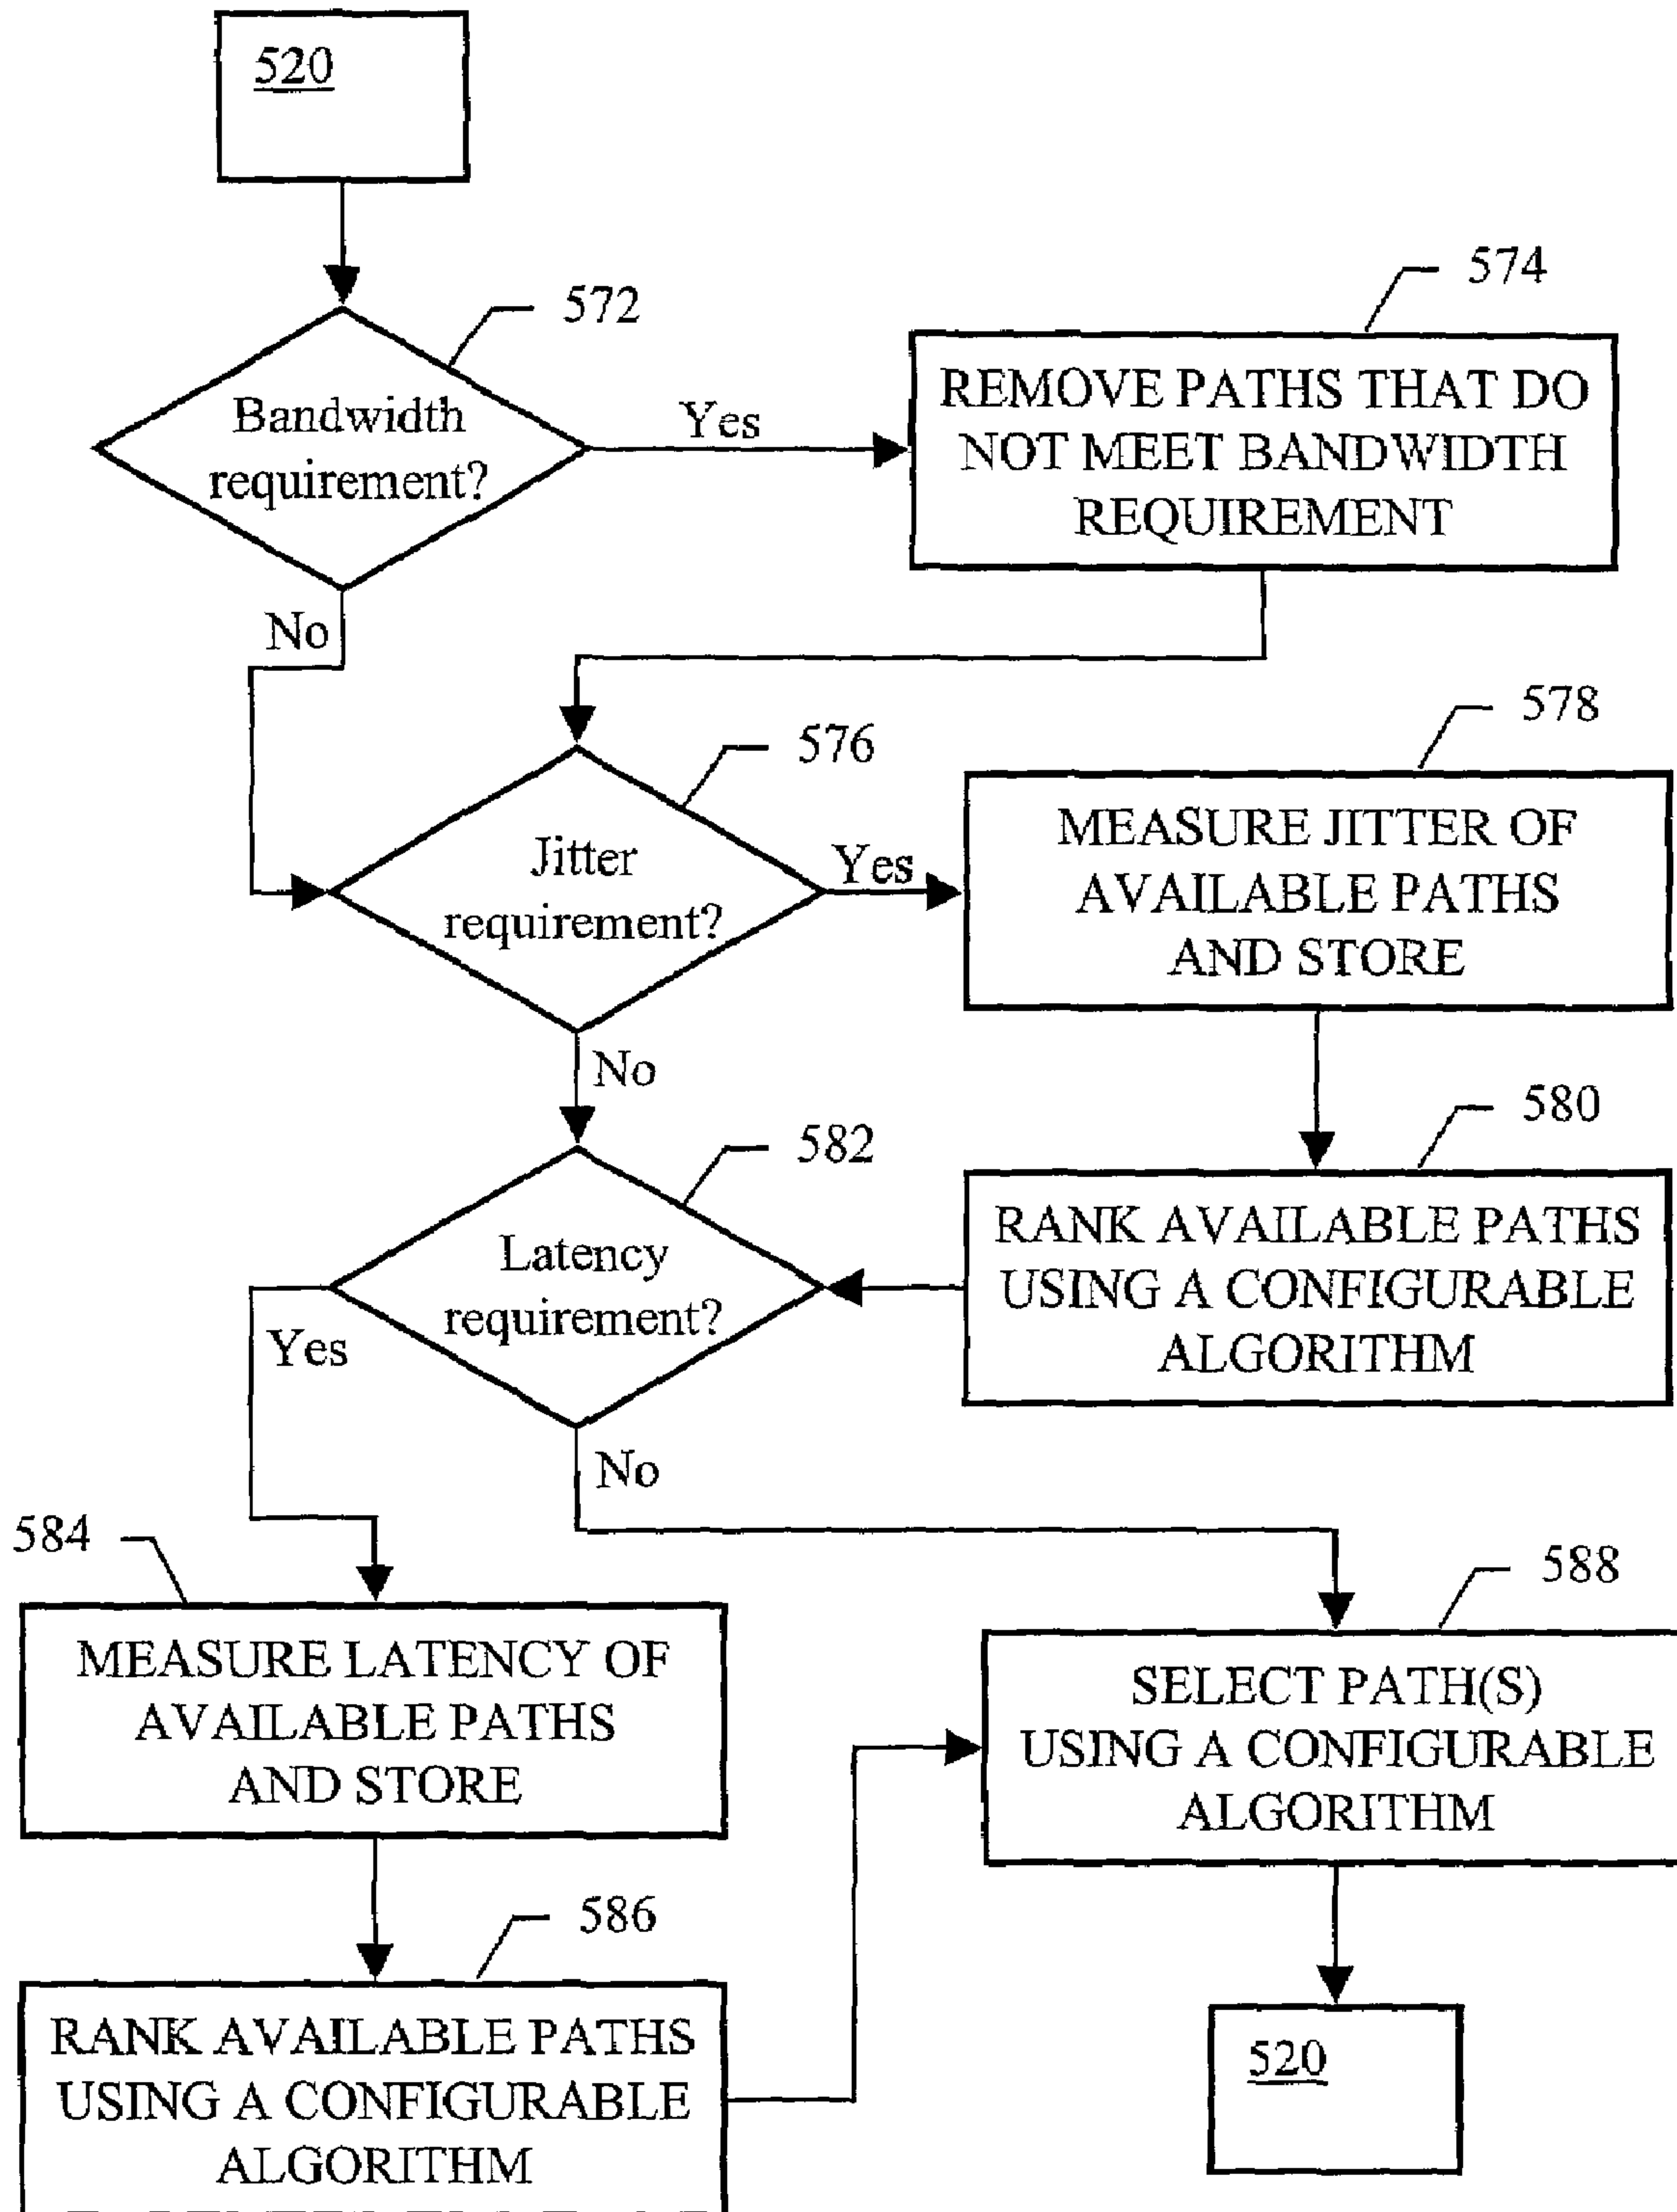 520
572
574
Bandwidth
requirement?
Yes
REMOVE PATHS THAT DO
NOT MEET BANDWIDTH
REQUIREMENT
No
576
578
Jitter
requirement?
Yes
MEASURE JITTER OF
AVAILABLE PATHS
AND STORE
No
580
582
Latency
requirement?
RANK AVAILABLE PATHS
USING A CONFIGURABLE
ALGORITHM
Yes
No
584
588
MEASURE LATENCY OF
AVAILABLE PATHS
AND STORE
SELECT PATH(S)
USING A CONFIGURABLE
ALGORITHM
586
RANK AVAILABLE PATHS
USING A CONFIGURABLE
ALGORITHM
520